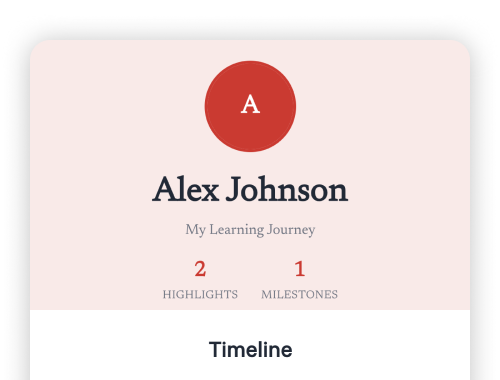 A
Alex Johnson
My Learning Journey
2 1
HIGHLIGHTS MILESTONES
Timeline